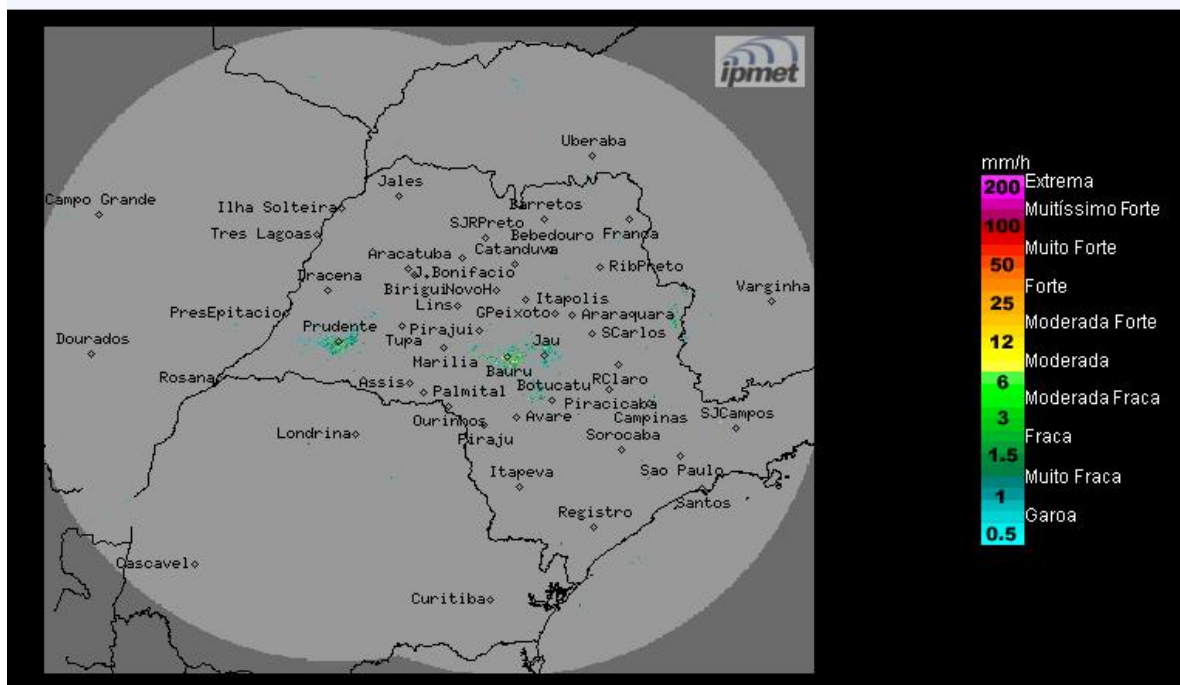 ipmet
Uberaba
Jales
Campo Grande
Ilha Solteira
Barretos
SJRPreto
Tres Lagoas
Bebedouro
Franca
Aracatuba
Catanduva
J.Bonifacio
RibPreto
Dracena
Birigui
NovoH
Varginha
Itapolis
Lins
GPeixoto
Araraquara
PresEpitacio
Prudente
Pirajui
SCarlos
Dourados
Tupa
Jau
Marilia
Bauru
Rosana
Assis
Botucatu
RClaro
Palmital
Piracicaba
Ourinhos
Avare
Campinas
SJCampos
Londrina
Piraju
Sorocaba
Itapeva
Sao Paulo
Santos
Registro
Cascavel
Curitiba
mm/h
200 Extrema
Muitíssimo Forte
100
Muito Forte
50
Forte
25
Moderada Forte
12
Moderada
6
Moderada Fraca
3
Fraca
1.5
Muito Fraca
1
Garoa
0.5